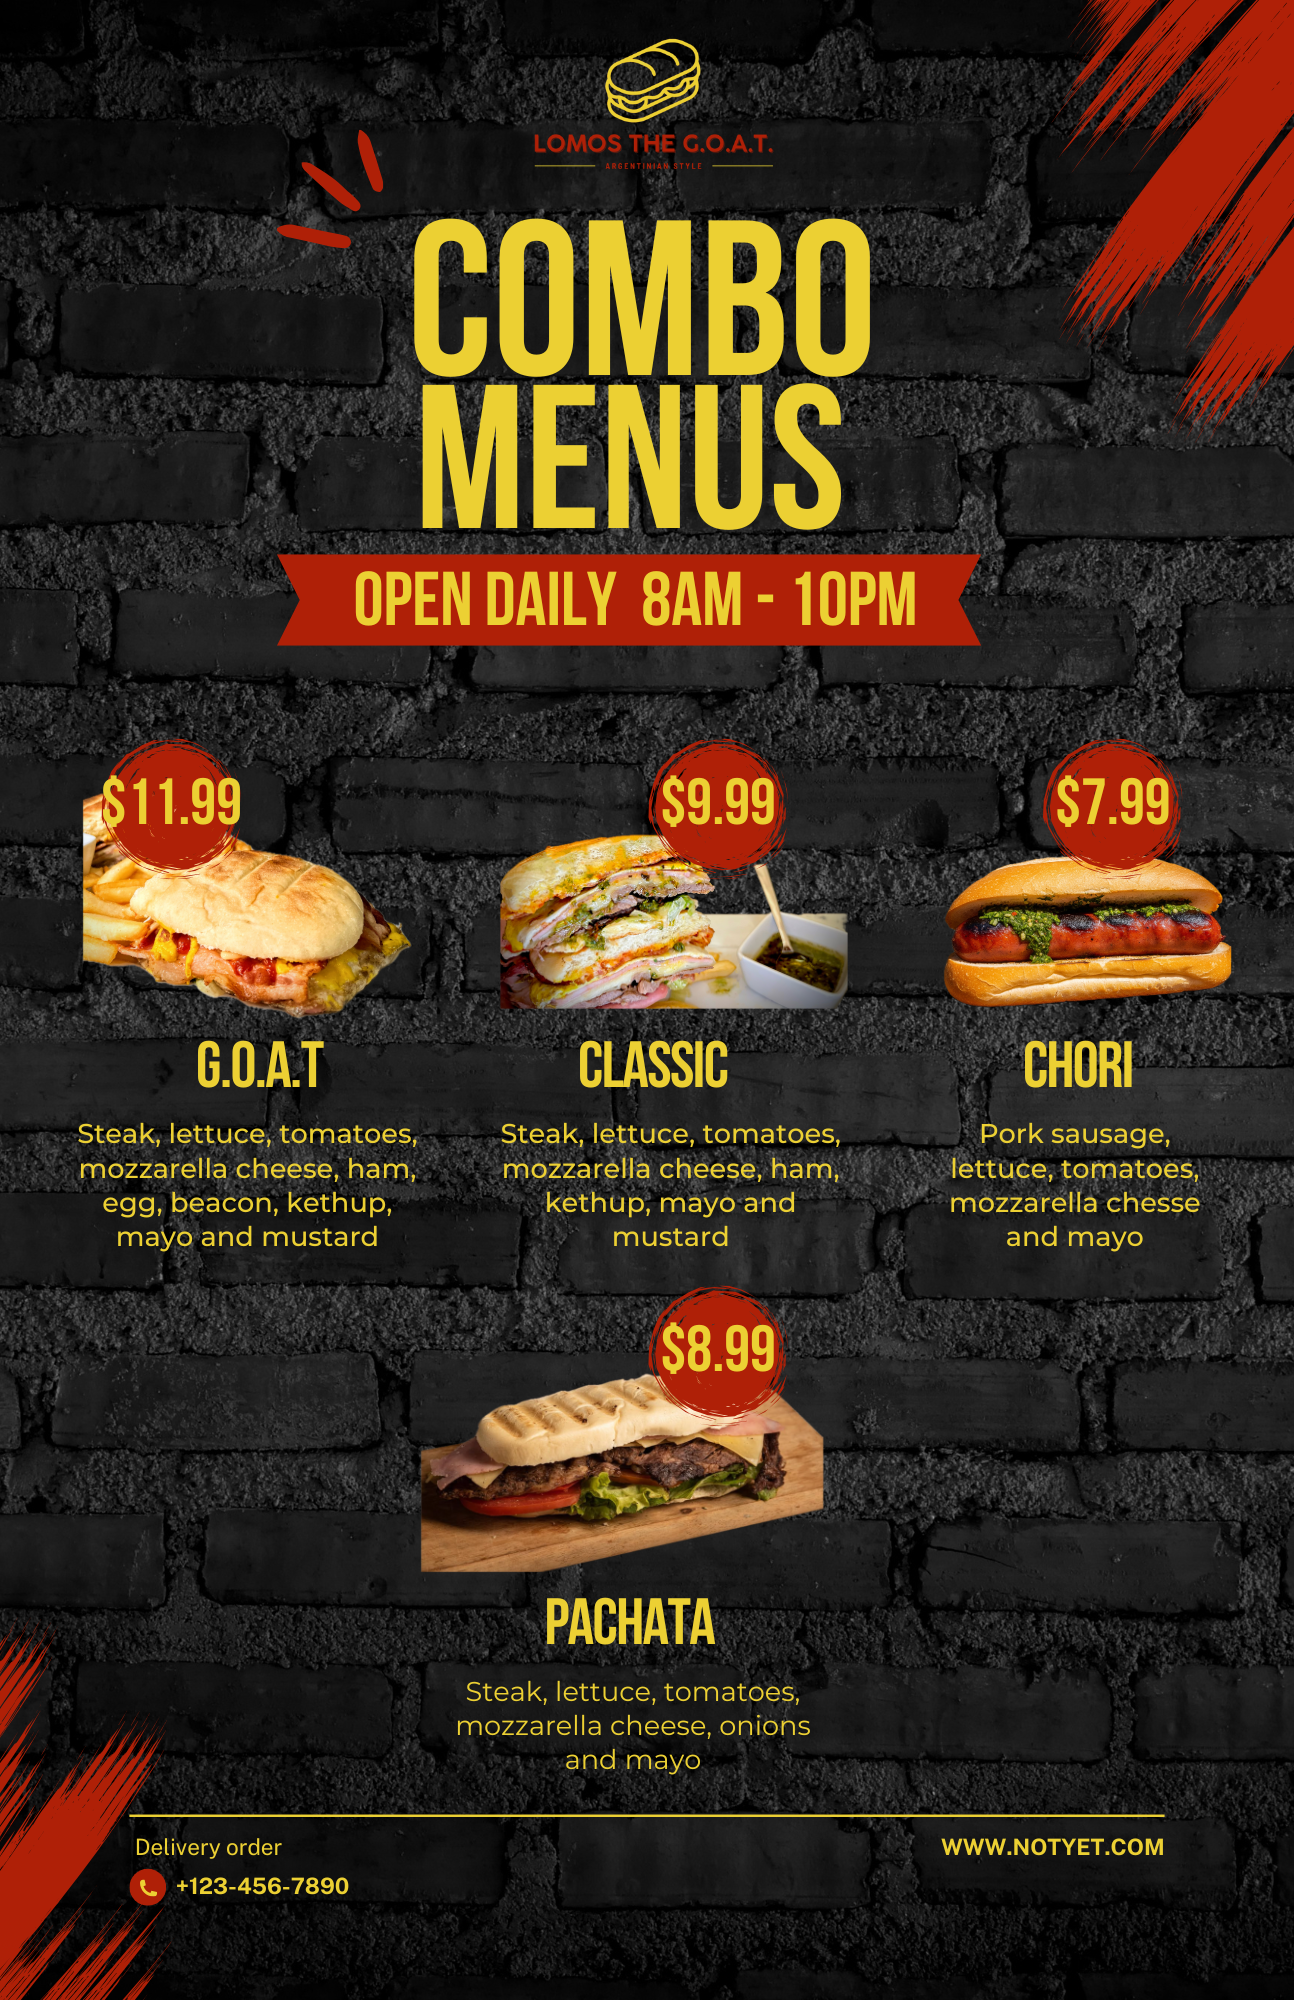 LOMOS THE G.O.A.T.
ARGENTINIAN STYLE
COMBO
MENUS
OPEN DAILY 8AM - 10PM
$11.99
G.O.A.T
Steak, lettuce, tomatoes,
mozzarella cheese, ham,
egg, beacon, kethup,
mayo and mustard
$9.99
CLASSIC
Steak, lettuce, tomatoes,
mozzarella cheese, ham,
kethup, mayo and
mustard
$7.99
CHORI
Pork sausage,
lettuce, tomatoes,
mozzarella chesse
and mayo
$8.99
PACHATA
Steak, lettuce, tomatoes,
mozzarella cheese, onions
and mayo
Delivery order
+123-456-7890
WWW.NOTYET.COM